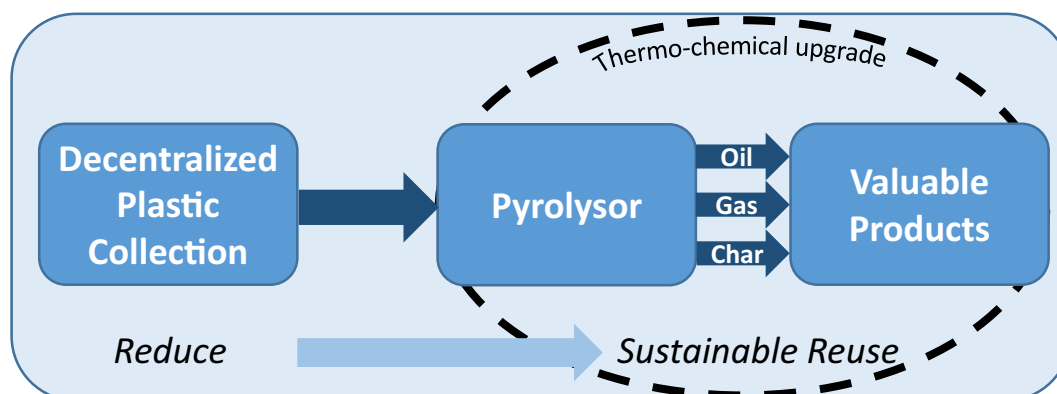 Thermo-chemical upgrade
Decentralized
Plastic
Collection
Pyrolysor
Oil
Gas
Char
Valuable
Products
Reduce
Sustainable Reuse